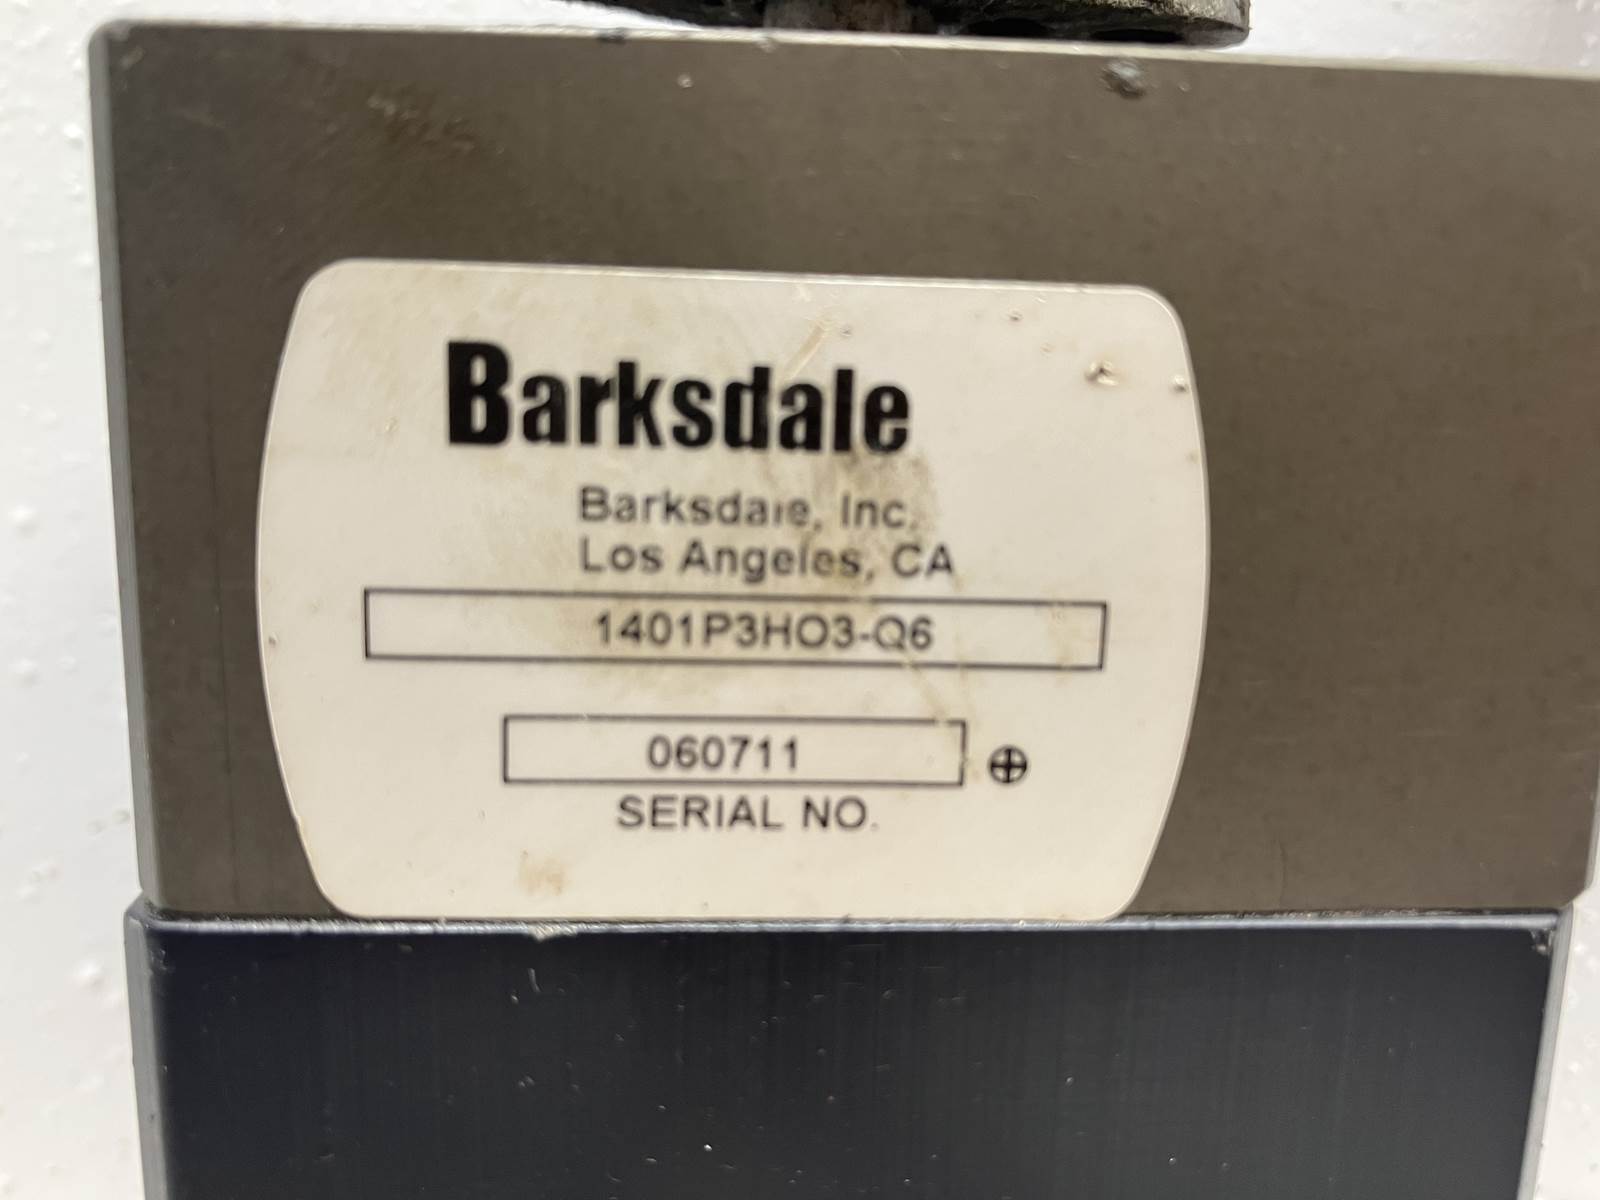 Barksdale
Barksdale, Inc.
Los Angeles, CA
1401P3HO3-Q6
060711
SERIAL NO.